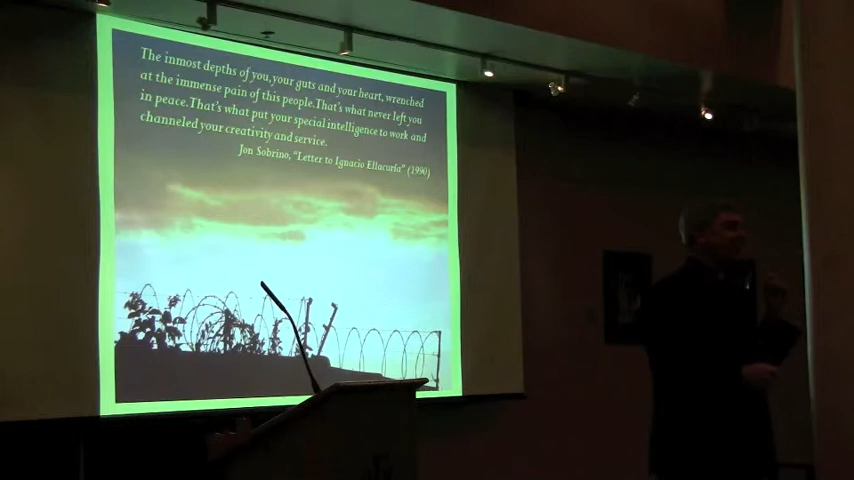 The inmost depths of you, your guts and your heart, wrenched
at the immense pain of this people. That's what never left you
in peace. That's what put your special intelligence to work and
channeled your creativity and service.
Jon Sobrino, "Letter to Ignacio Ellacuría" (1990)